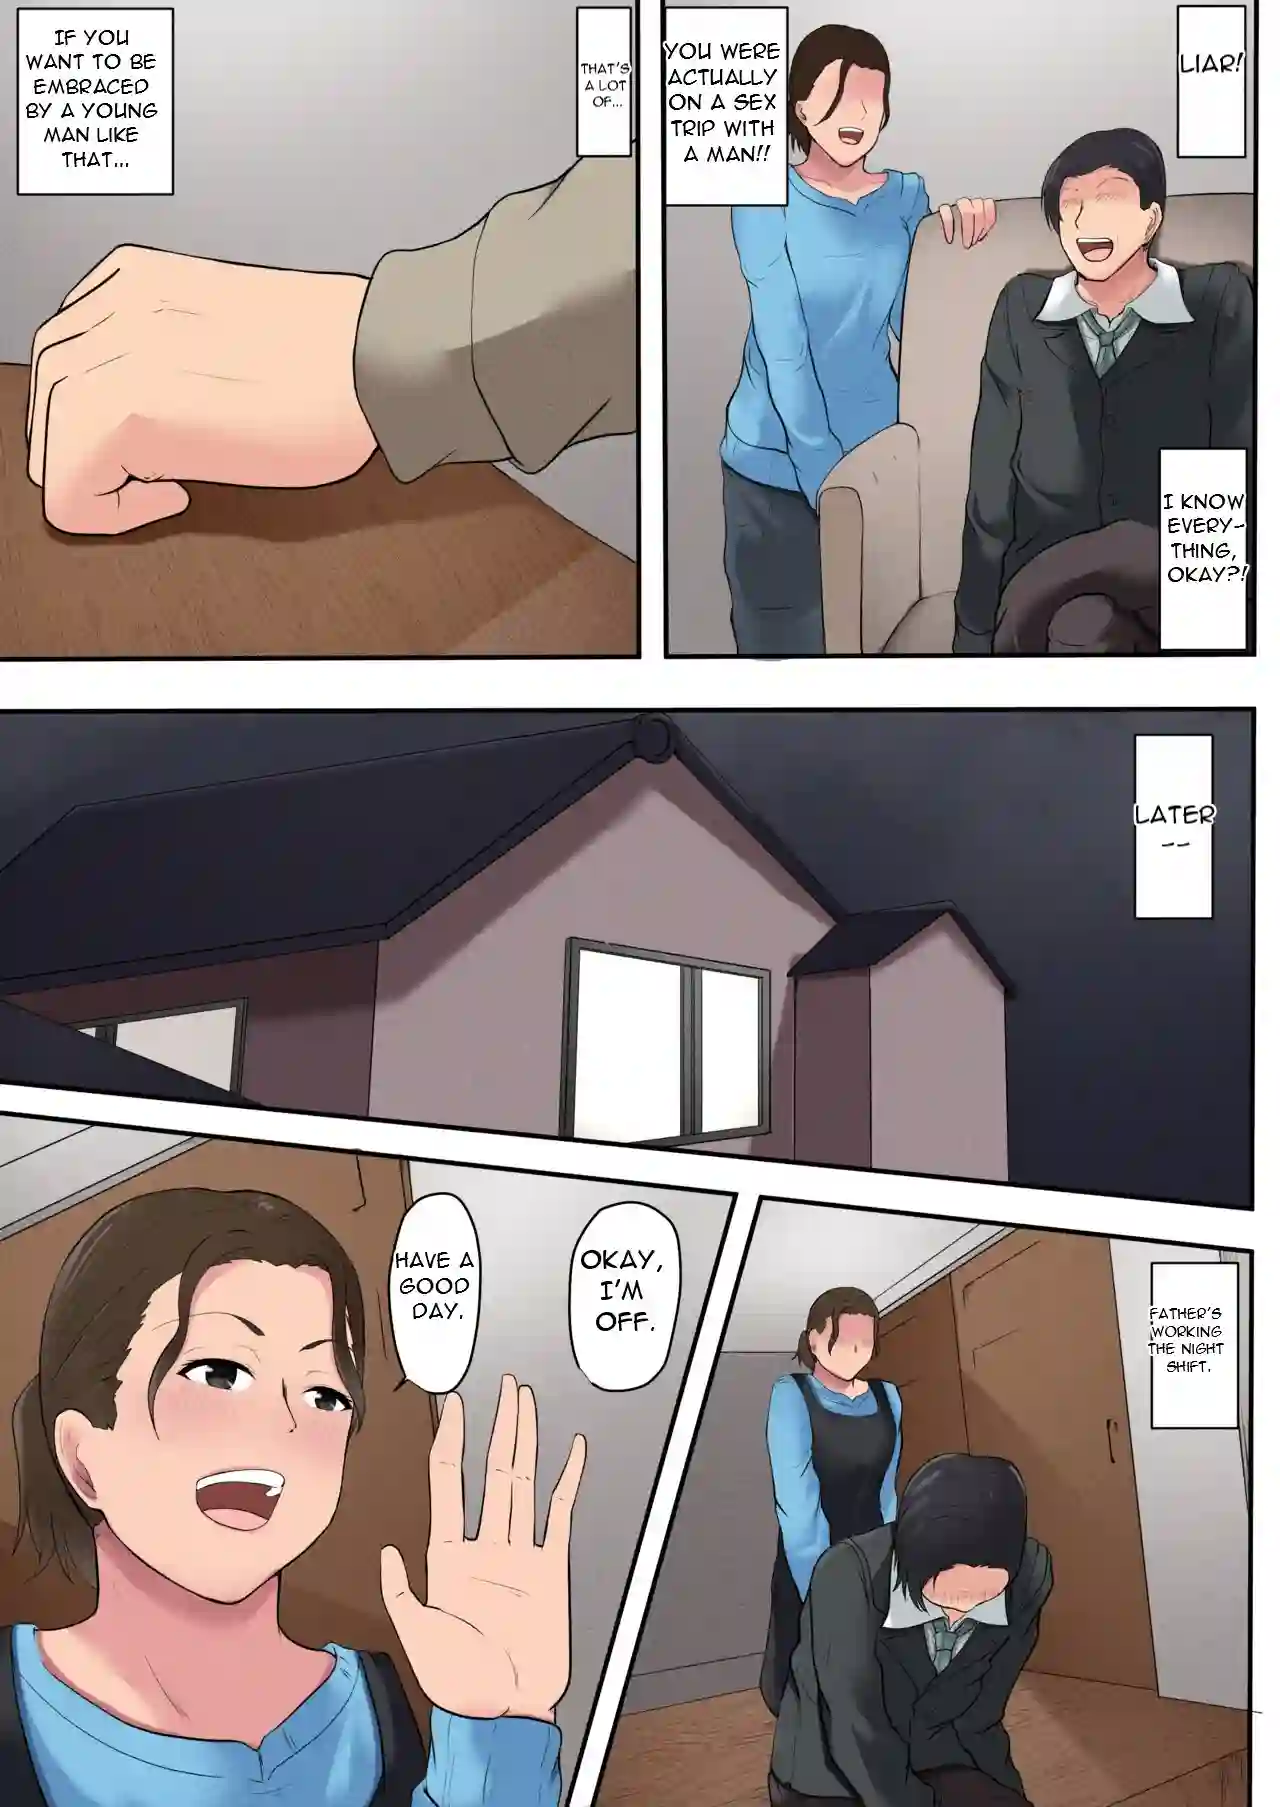 LIAR!
YOU WERE
ACTUALLY
ON A SEX
TRIP WITH
A MAN!!
I KNOW
EVERY-
THING,
OKAY?!
THAT'S
A LOT
OF...
IF YOU
WANT TO BE
EMBRACED
BY A YOUNG
MAN LIKE
THAT...
LATER
--
FATHER'S
WORKING
THE NIGHT
SHIFT.
OKAY,
I'M
OFF.
HAVE A
GOOD
DAY.